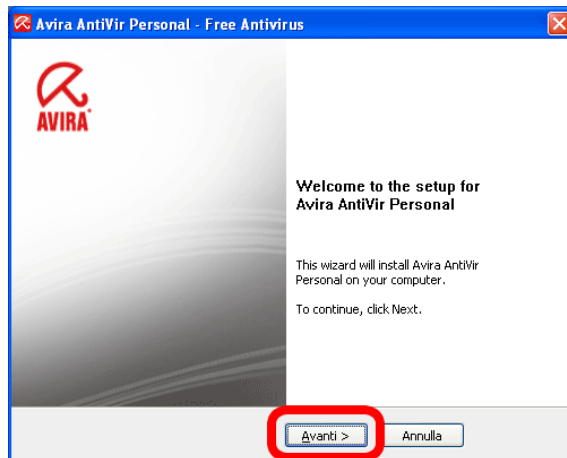 Avira AntiVir Personal - Free Antivirus
AVIRA
Welcome to the setup for
Avira AntiVir Personal
This wizard will install Avira AntiVir
Personal on your computer.
To continue, click Next.
Avanti >
Annulla